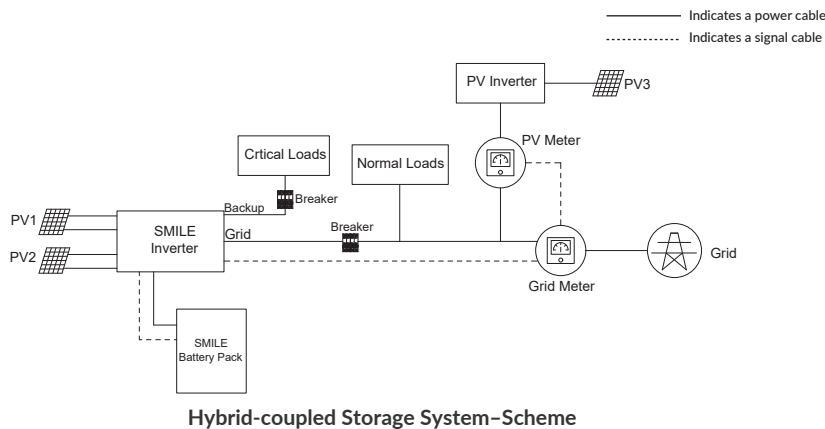 Indicates a power cable
Indicates a signal cable
PV Inverter
PV3
PV Meter
Crtical Loads
Normal Loads
Breaker
Backup
PV1
SMILE
Inverter
Grid
Breaker
PV2
Grid
Grid Meter
SMILE
Battery Pack
Hybrid-coupled Storage System–Scheme